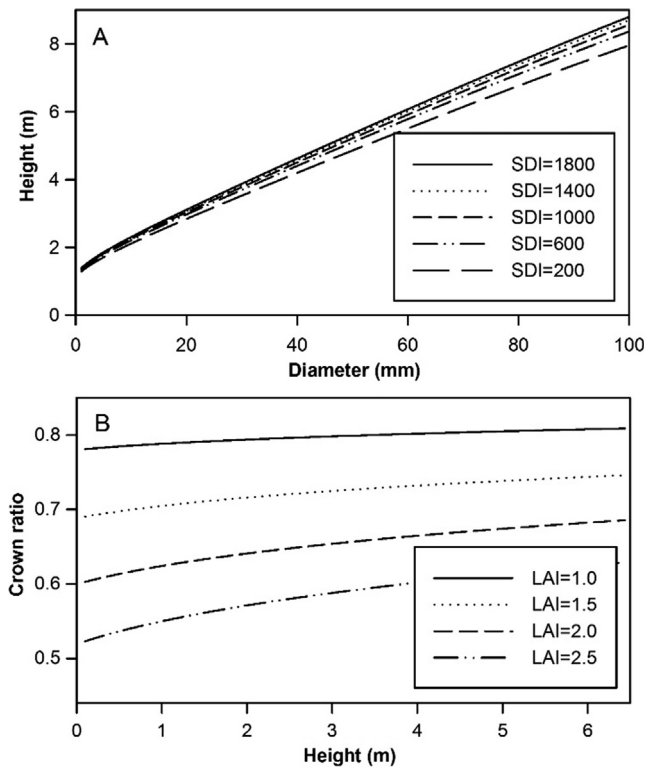 A
Height (m)
8
6
4
2
0
SDI=1800
SDI=1400
SDI=1000
SDI=600
SDI=200
0 20 40 60 80 100
Diameter (mm)
B
Crown ratio
0.8
0.7
0.6
0.5
LAI=1.0
LAI=1.5
LAI=2.0
LAI=2.5
0 1 2 3 4 5 6
Height (m)